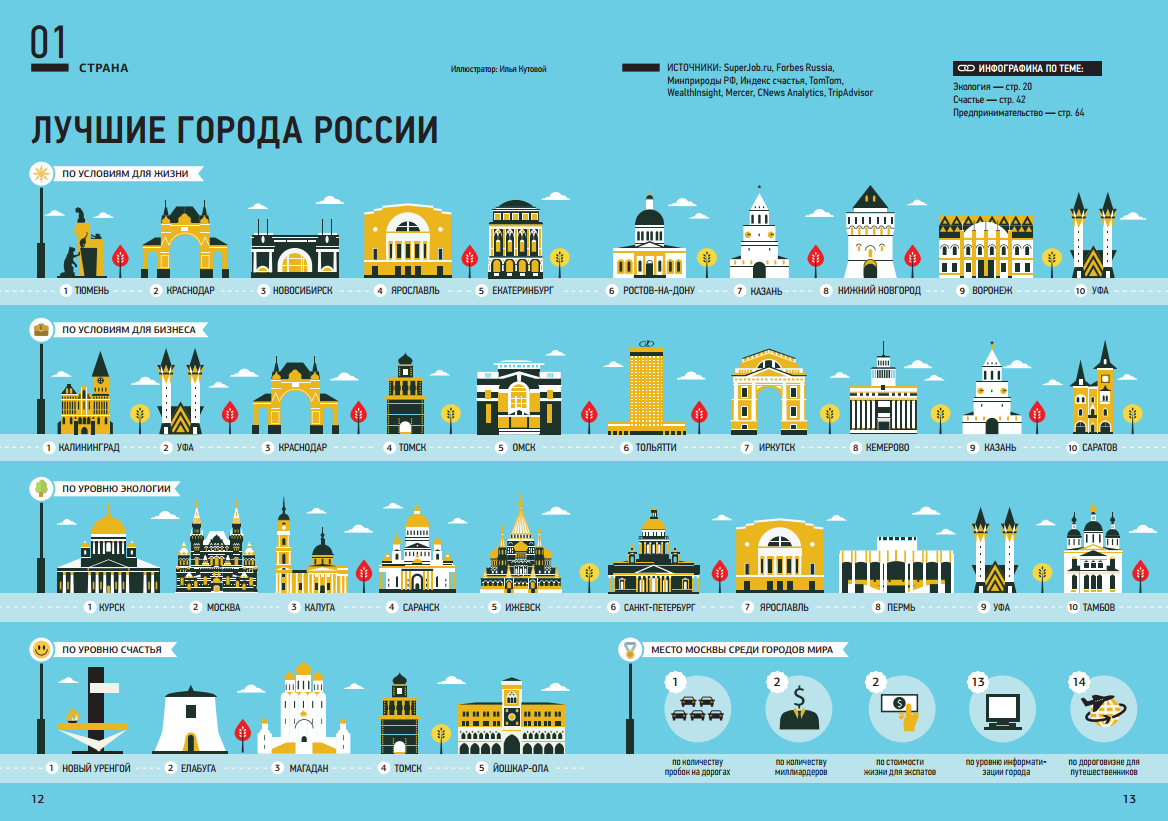 01
СТРАНА
Иллюстратор: Илья Кутовой
ИСТОЧНИКИ: SuperJob.ru, Forbes Russia,
Минприроды РФ, Индекс счастья, TomTom,
WealthInsight, Mercer, CNews Analytics, TripAdvisor
ИНФОГРАФИКА ПО ТЕМЕ:
Экология — стр. 20
Счастье — стр. 42
Предпринимательство — стр. 64
ЛУЧШИЕ ГОРОДА РОССИИ
ПО УСЛОВИЯМ ДЛЯ ЖИЗНИ
1 ТЮМЕНЬ 2 КРАСНОДАР 3 НОВОСИБИРСК 4 ЯРОСЛАВЛЬ 5 ЕКАТЕРИНБУРГ 6 РОСТОВ-НА-ДОНУ 7 КАЗАНЬ 8 НИЖНИЙ НОВГОРОД 9 ВОРОНЕЖ 10 УФА
ПО УСЛОВИЯМ ДЛЯ БИЗНЕСА
1 КАЛИНИНГРАД 2 УФА 3 КРАСНОДАР 4 ТОМСК 5 ОМСК 6 ТОЛЬЯТТИ 7 ИРКУТСК 8 КЕМЕРОВО 9 КАЗАНЬ 10 САРАТОВ
ПО УРОВНЮ ЭКОЛОГИИ
1 КУРСК 2 МОСКВА 3 КАЛУГА 4 САРАНСК 5 ИЖЕВСК 6 САНКТ-ПЕТЕРБУРГ 7 ЯРОСЛАВЛЬ 8 ПЕРМЬ 9 УФА 10 ТАМБОВ
ПО УРОВНЮ СЧАСТЬЯ
1 НОВЫЙ УРЕНГОЙ 2 ЕЛАБУГА 3 МАГАДАН 4 ТОМСК 5 ЙОШКАР-ОЛА
МЕСТО МОСКВЫ СРЕДИ ГОРОДОВ МИРА
1
по количеству
пробок на дорогах
2
по количеству
миллиардеров
2
по стоимости
жизни для экспатов
13
по уровню информати-
зации города
14
по дороговизне для
путешественников
12
13